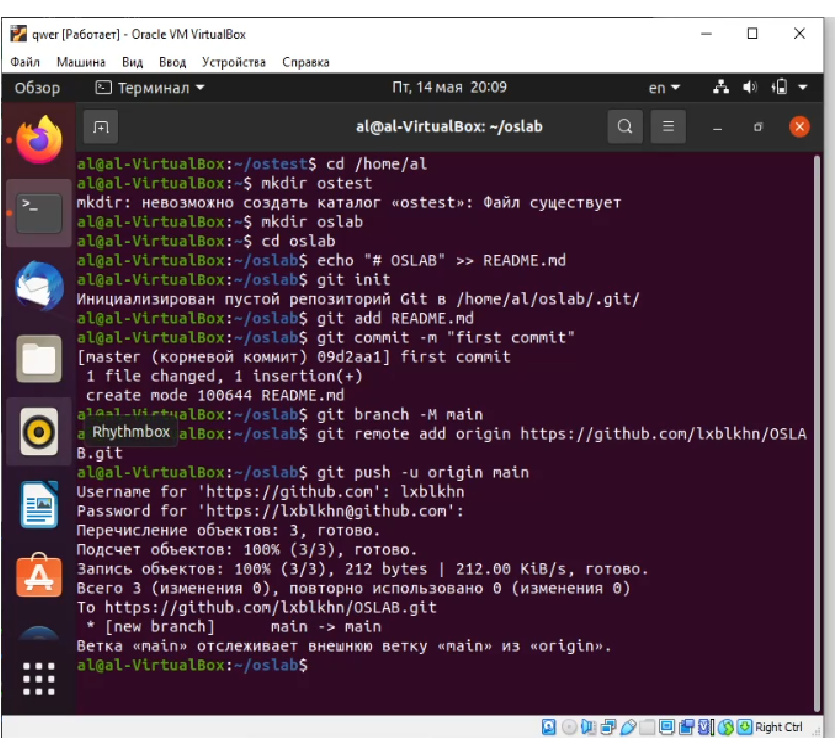 qwer [Работает] - Oracle VM VirtualBox
Файл Машина Вид Ввод Устройства Справка
Обзор Терминал Пт, 14 мая 20:09 en
al@al-VirtualBox: ~/oslab
al@al-VirtualBox:~/ostest$ cd /home/al
al@al-VirtualBox:~$ mkdir ostest
mkdir: невозможно создать каталог «ostest»: Файл существует
al@al-VirtualBox:~$ mkdir oslab
al@al-VirtualBox:~$ cd oslab
al@al-VirtualBox:~/oslab$ echo "# OSLAB" >> README.md
al@al-VirtualBox:~/oslab$ git init
Инициализирован пустой репозиторий Git в /home/al/oslab/.git/
al@al-VirtualBox:~/oslab$ git add README.md
al@al-VirtualBox:~/oslab$ git commit -m "first commit"
[master (корневой коммит) 09d2aa1] first commit
1 file changed, 1 insertion(+)
create mode 100644 README.md
al@al-VirtualBox:~/oslab$ git branch -M main
Rhythmbox
alBox:~/oslab$ git remote add origin https://github.com/lxblkhn/OSLA
B.git
al@al-VirtualBox:~/oslab$ git push -u origin main
Username for 'https://github.com': lxblkhn
Password for 'https://lxblkhn@github.com':
Перечисление объектов: 3, готово.
Подсчет объектов: 100% (3/3), готово.
Запись объектов: 100% (3/3), 212 bytes | 212.00 KiB/s, готово.
Всего 3 (изменения 0), повторно использовано 0 (изменения 0)
To https://github.com/lxblkhn/OSLAB.git
* [new branch] main -> main
Ветка «main» отслеживает внешнюю ветку «main» из «origin».
al@al-VirtualBox:~/oslab$
Right Ctrl